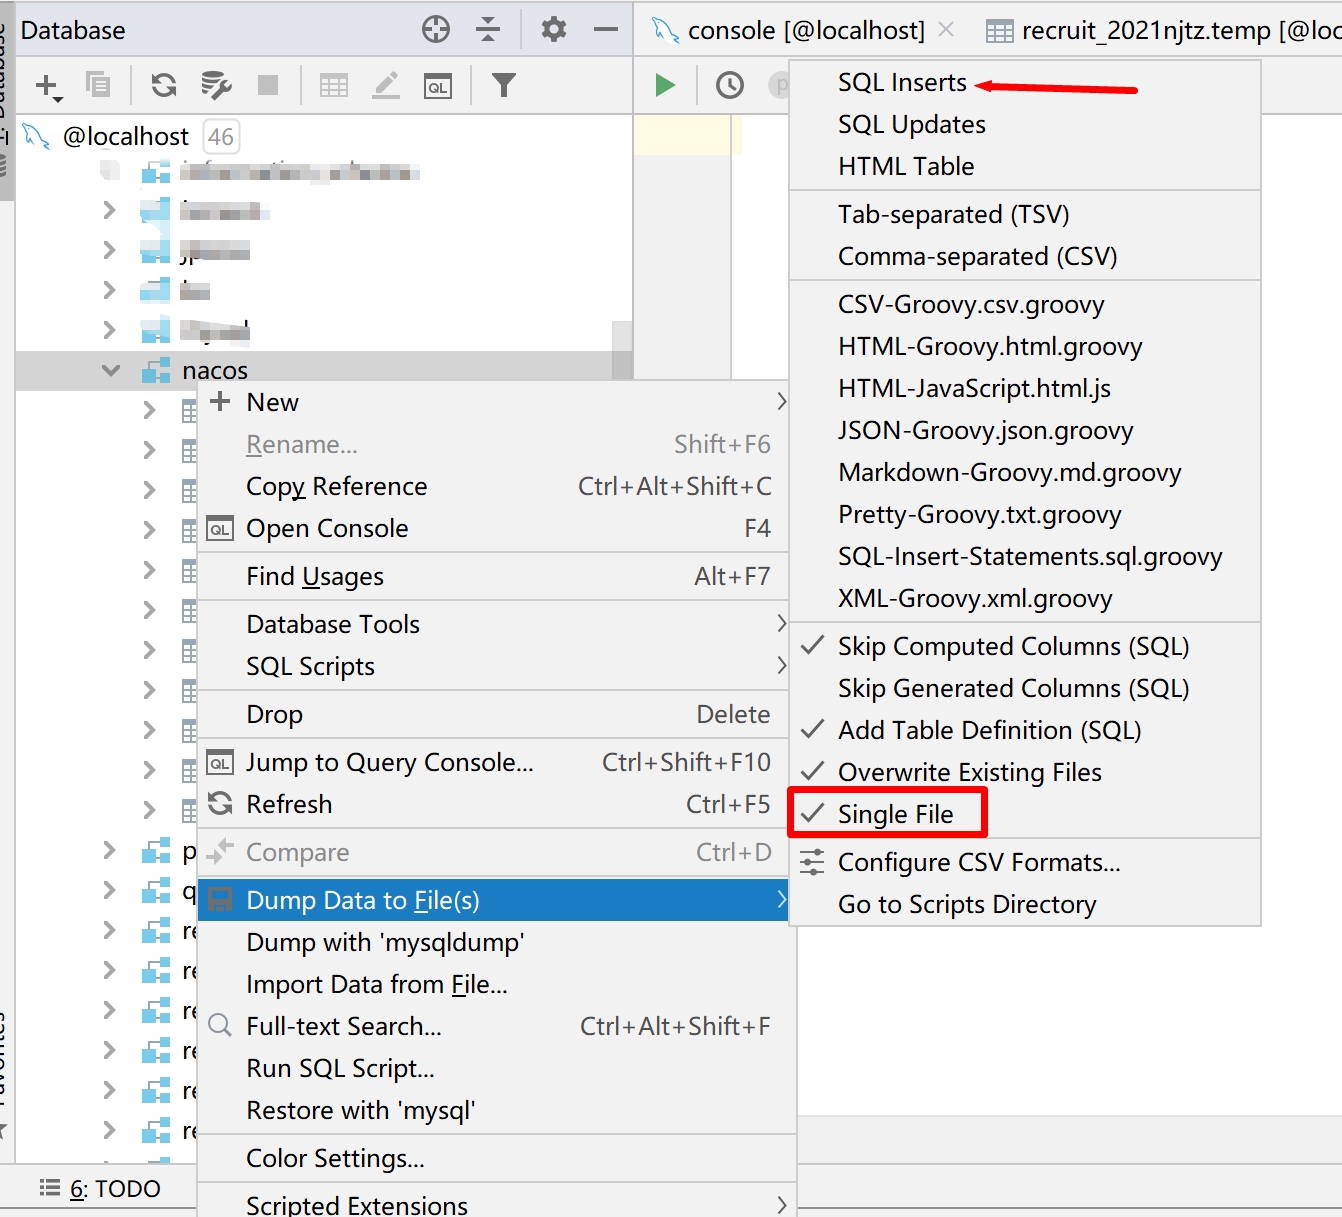 Database
console [@localhost]
recruit_2021njtz.temp [@loc
@localhost 46
nacos
New
Rename... Shift+F6
Copy Reference Ctrl+Alt+Shift+C
Open Console F4
Find Usages Alt+F7
Database Tools
SQL Scripts
Drop Delete
Jump to Query Console... Ctrl+Shift+F10
Refresh Ctrl+F5
Compare Ctrl+D
Dump Data to File(s)
Dump with 'mysqldump'
Import Data from File...
Full-text Search... Ctrl+Alt+Shift+F
Run SQL Script...
Restore with 'mysql'
Color Settings...
Scripted Extensions
SQL Inserts
SQL Updates
HTML Table
Tab-separated (TSV)
Comma-separated (CSV)
CSV-Groovy.csv.groovy
HTML-Groovy.html.groovy
HTML-JavaScript.html.js
JSON-Groovy.json.groovy
Markdown-Groovy.md.groovy
Pretty-Groovy.txt.groovy
SQL-Insert-Statements.sql.groovy
XML-Groovy.xml.groovy
Skip Computed Columns (SQL)
Skip Generated Columns (SQL)
Add Table Definition (SQL)
Overwrite Existing Files
Single File
Configure CSV Formats...
Go to Scripts Directory
p
q
re
re
re
re
re
re
6: TODO